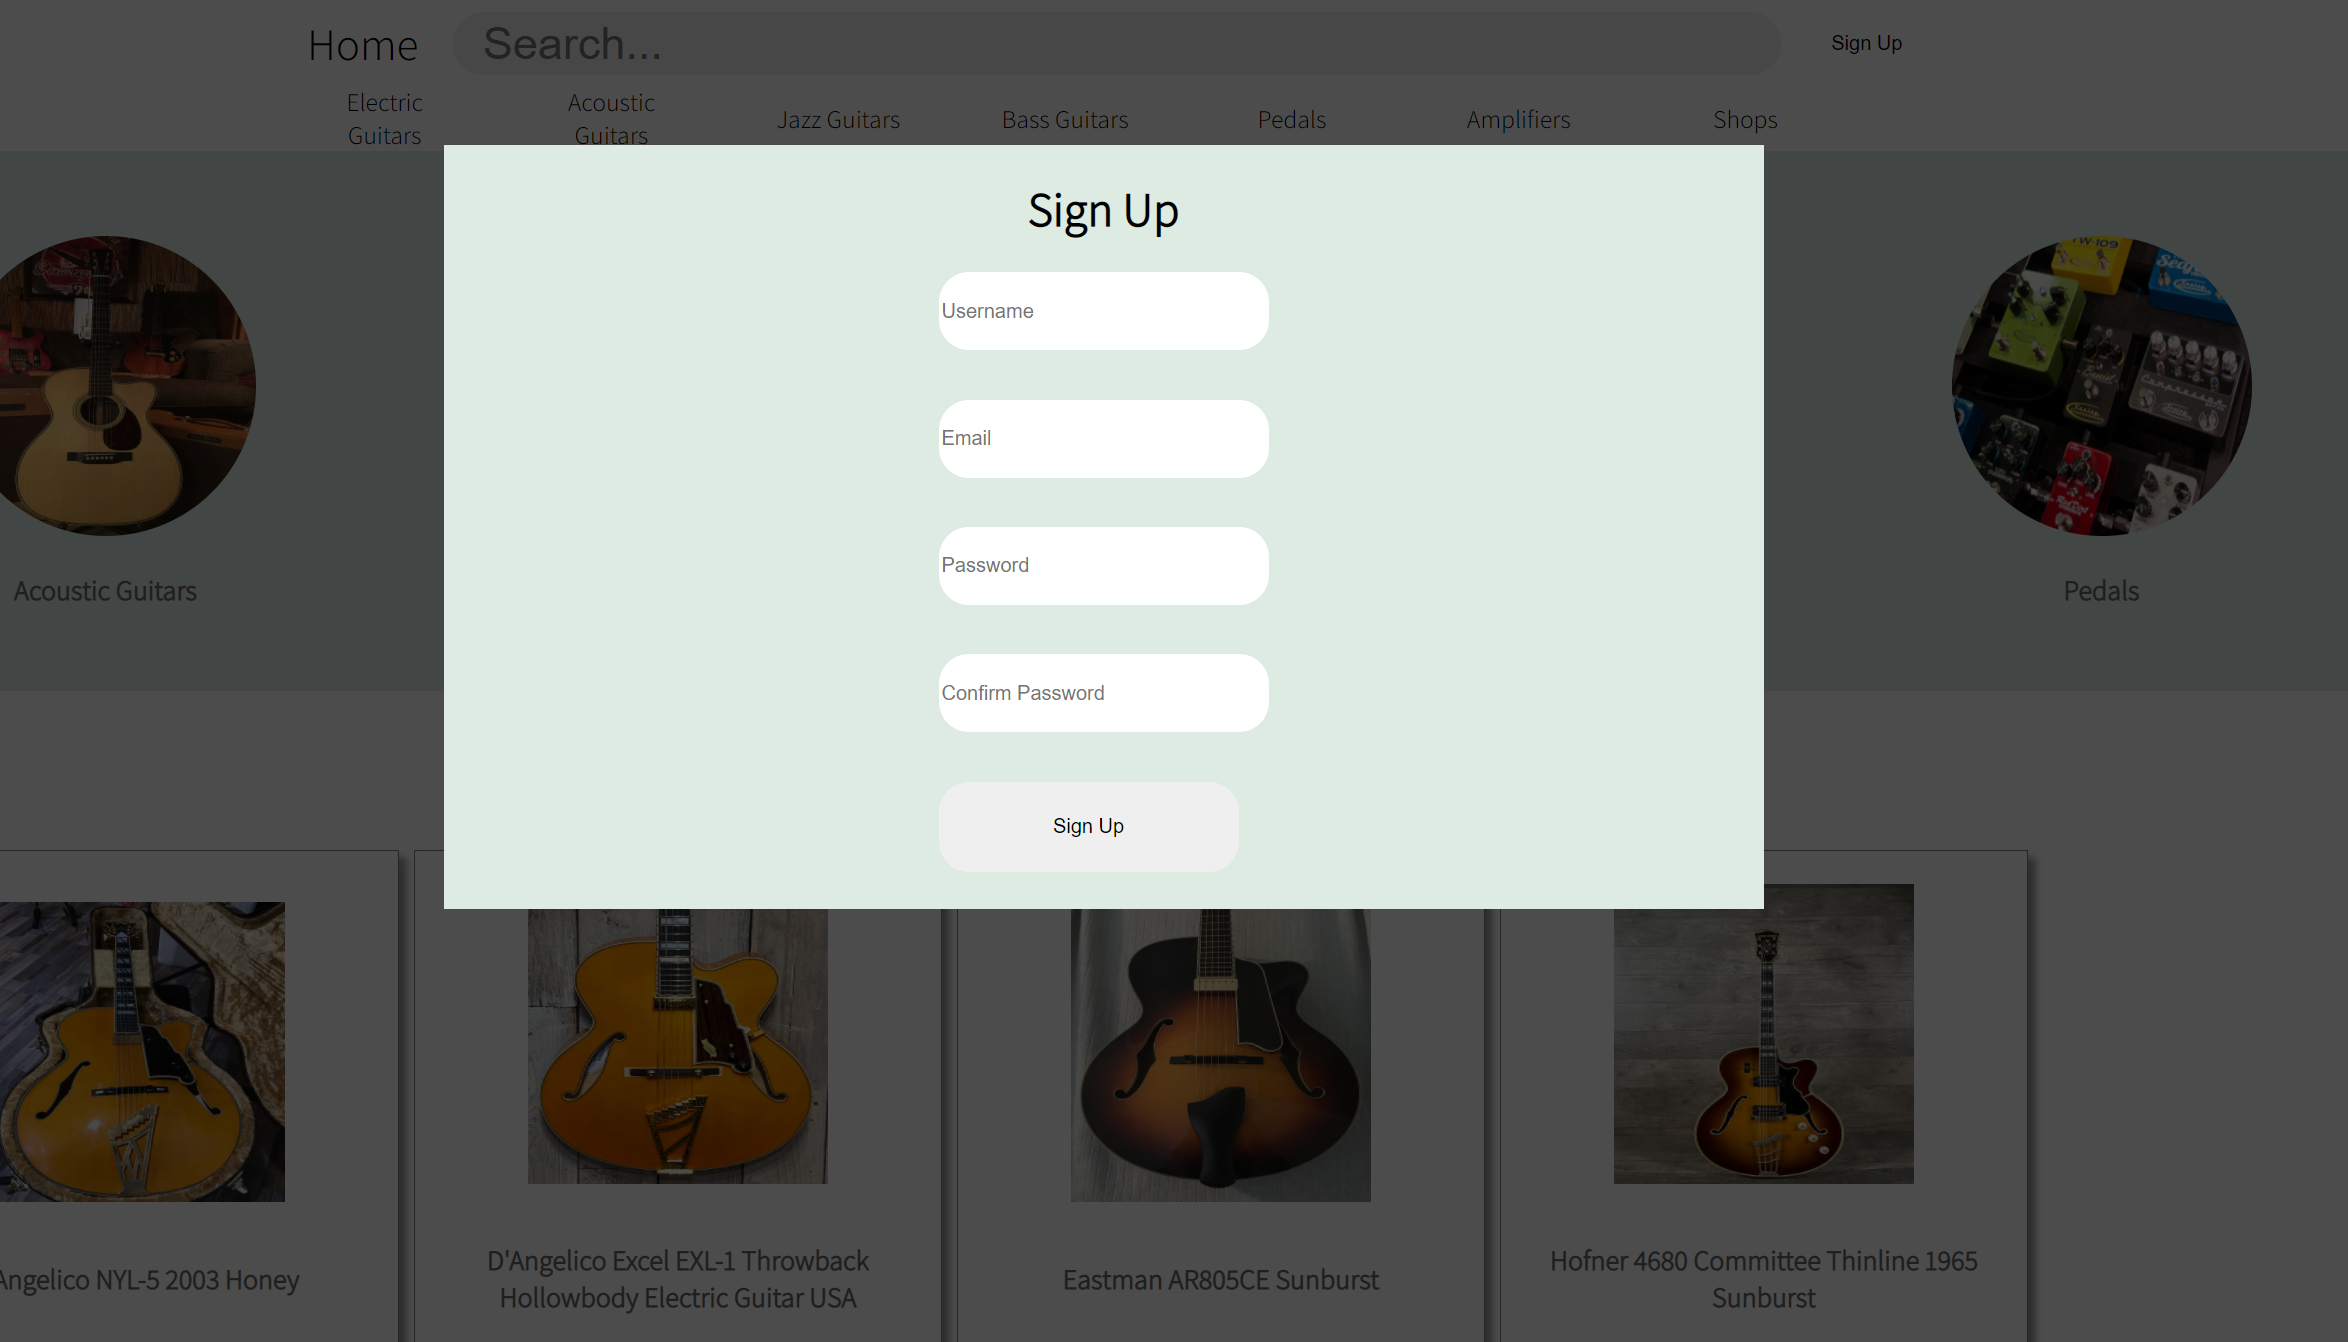 Home
Search...
Sign Up
Electric
Guitars
Acoustic
Guitars
Jazz Guitars
Bass Guitars
Pedals
Amplifiers
Shops
Sign Up
Username
Email
Password
Confirm Password
Sign Up
Acoustic Guitars
Pedals
Angelico NYL-5 2003 Honey
D'Angelico Excel EXL-1 Throwback
Hollowbody Electric Guitar USA
Eastman AR805CE Sunburst
Hofner 4680 Committee Thinline 1965
Sunburst